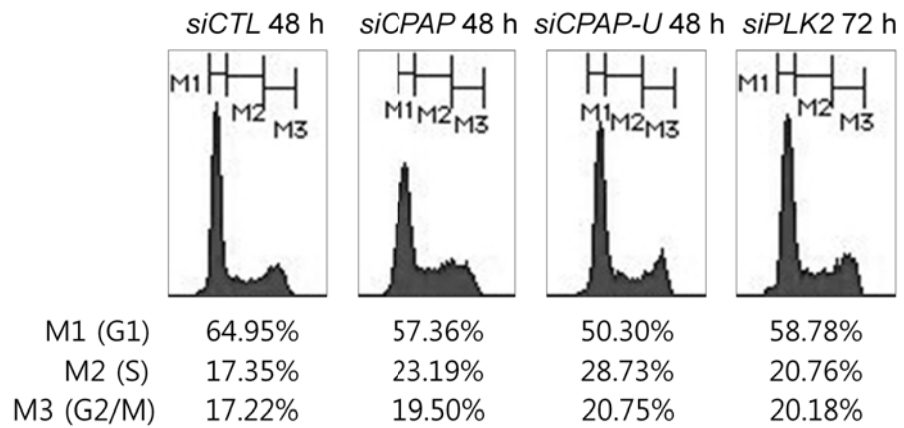 siCTL 48 h siCPAP 48 h siCPAP-U 48 h siPLK2 72 h
M1 M2 M3 M1 M2 M3 M1 M2 M3 M1 M2 M3
M1 (G1) 64.95% 57.36% 50.30% 58.78%
M2 (S) 17.35% 23.19% 28.73% 20.76%
M3 (G2/M) 17.22% 19.50% 20.75% 20.18%